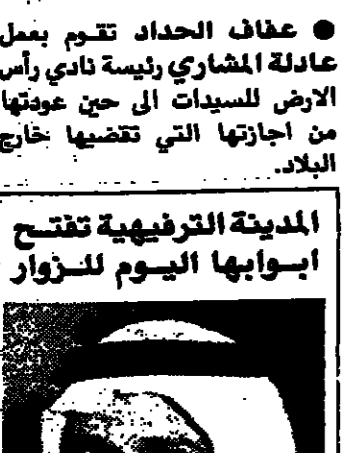 ● عفاف الحداد تقوم بعمل
عادلة المشاري رئيسة نادي رأس
الارض للسيدات الى حين عودتها
من اجازتها التي تقضيها خارج
البلاد.
المدينة الترفيهية تفتح
ابوابها اليوم للزوار